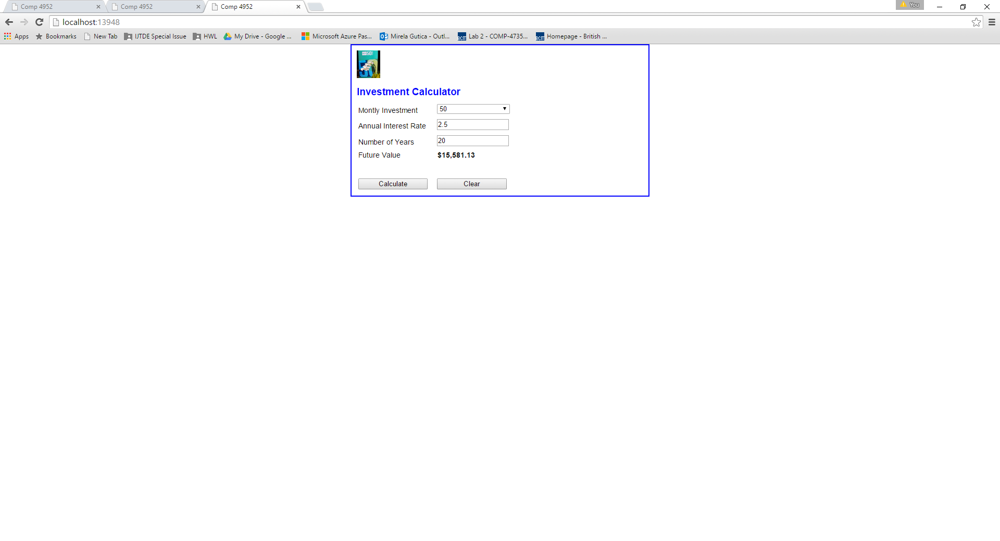 Comp 4952 Comp 4952 Comp 4952 You
localhost:13948
Apps Bookmarks New Tab IJTDE Special Issue HWL My Drive - Google ... Microsoft Azure Pas... Mirela Gutica - Outl... Lab 2 - COMP-4735... Homepage - British ...
Investment Calculator
Montly Investment 50
Annual Interest Rate 2.5
Number of Years 20
Future Value $15,581.13
Calculate Clear